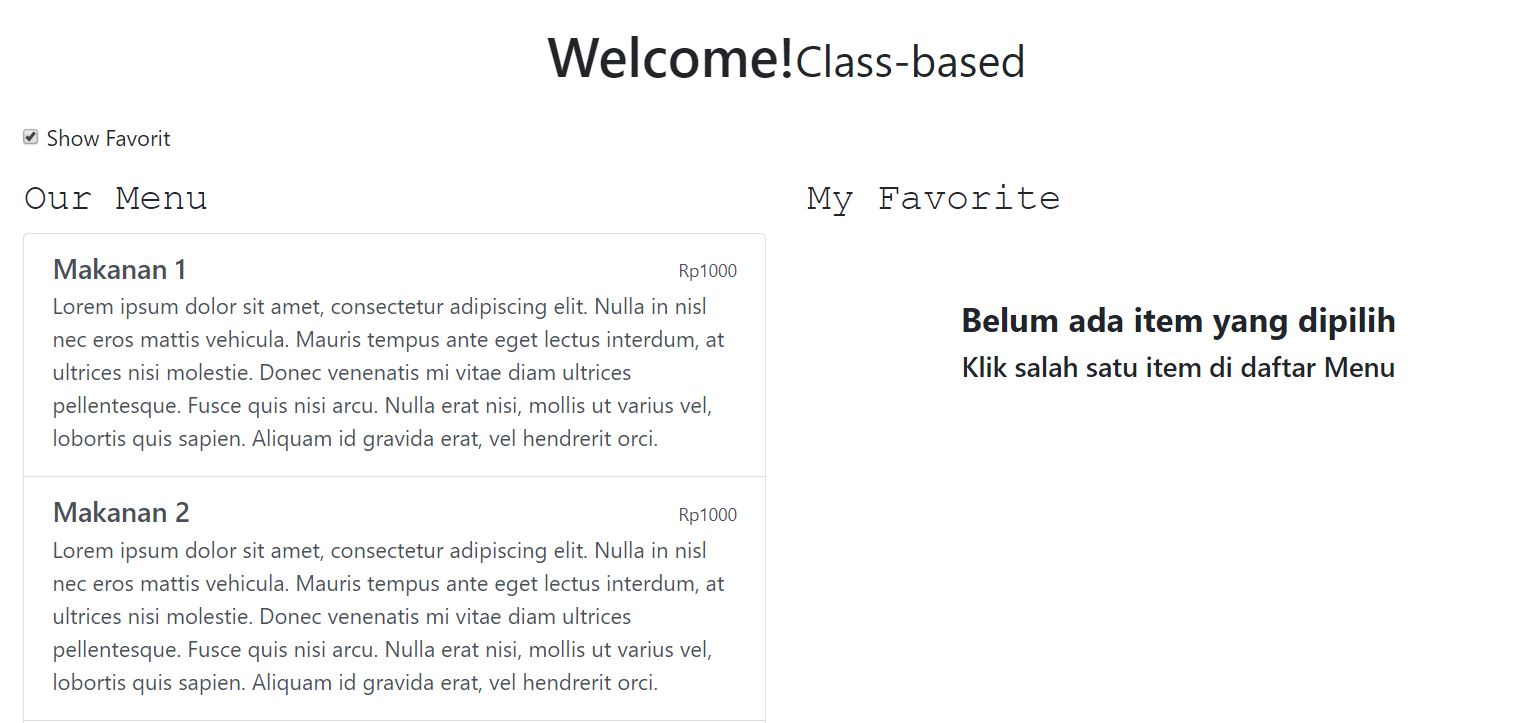 Welcome!Class-based
Show Favorit
Our Menu
Makanan 1
Rp1000
Lorem ipsum dolor sit amet, consectetur adipiscing elit. Nulla in nisl
nec eros mattis vehicula. Mauris tempus ante eget lectus interdum, at
ultrices nisi molestie. Donec venenatis mi vitae diam ultrices
pellentesque. Fusce quis nisi arcu. Nulla erat nisi, mollis ut varius vel,
lobortis quis sapien. Aliquam id gravida erat, vel hendrerit orci.
Makanan 2
Rp1000
Lorem ipsum dolor sit amet, consectetur adipiscing elit. Nulla in nisl
nec eros mattis vehicula. Mauris tempus ante eget lectus interdum, at
ultrices nisi molestie. Donec venenatis mi vitae diam ultrices
pellentesque. Fusce quis nisi arcu. Nulla erat nisi, mollis ut varius vel,
lobortis quis sapien. Aliquam id gravida erat, vel hendrerit orci.
My Favorite
Belum ada item yang dipilih
Klik salah satu item di daftar Menu